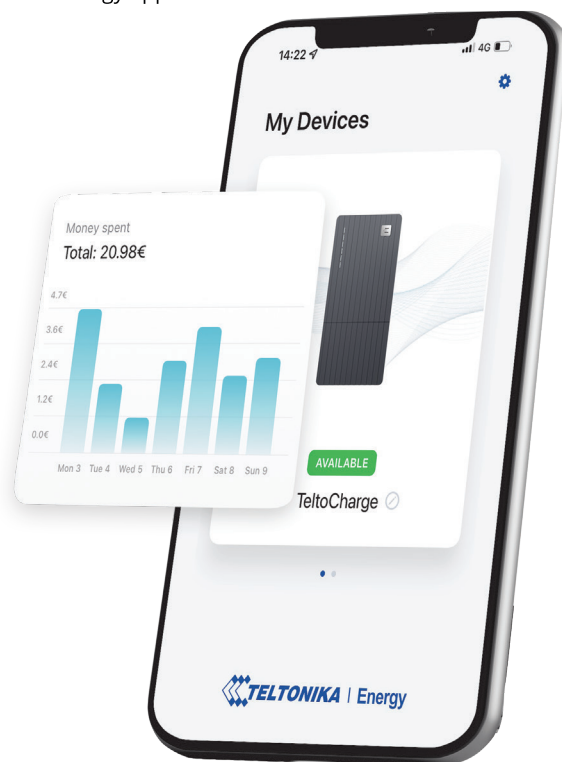 14:22
4G
My Devices
Money spent
Total: 20.98€
4.7€
3.6€
2.4€
1.2€
0.0€
Mon 3 Tue 4 Wed 5 Thu 6 Fri 7 Sat 8 Sun 9
AVAILABLE
TeltoCharge
TELTONIKA | Energy